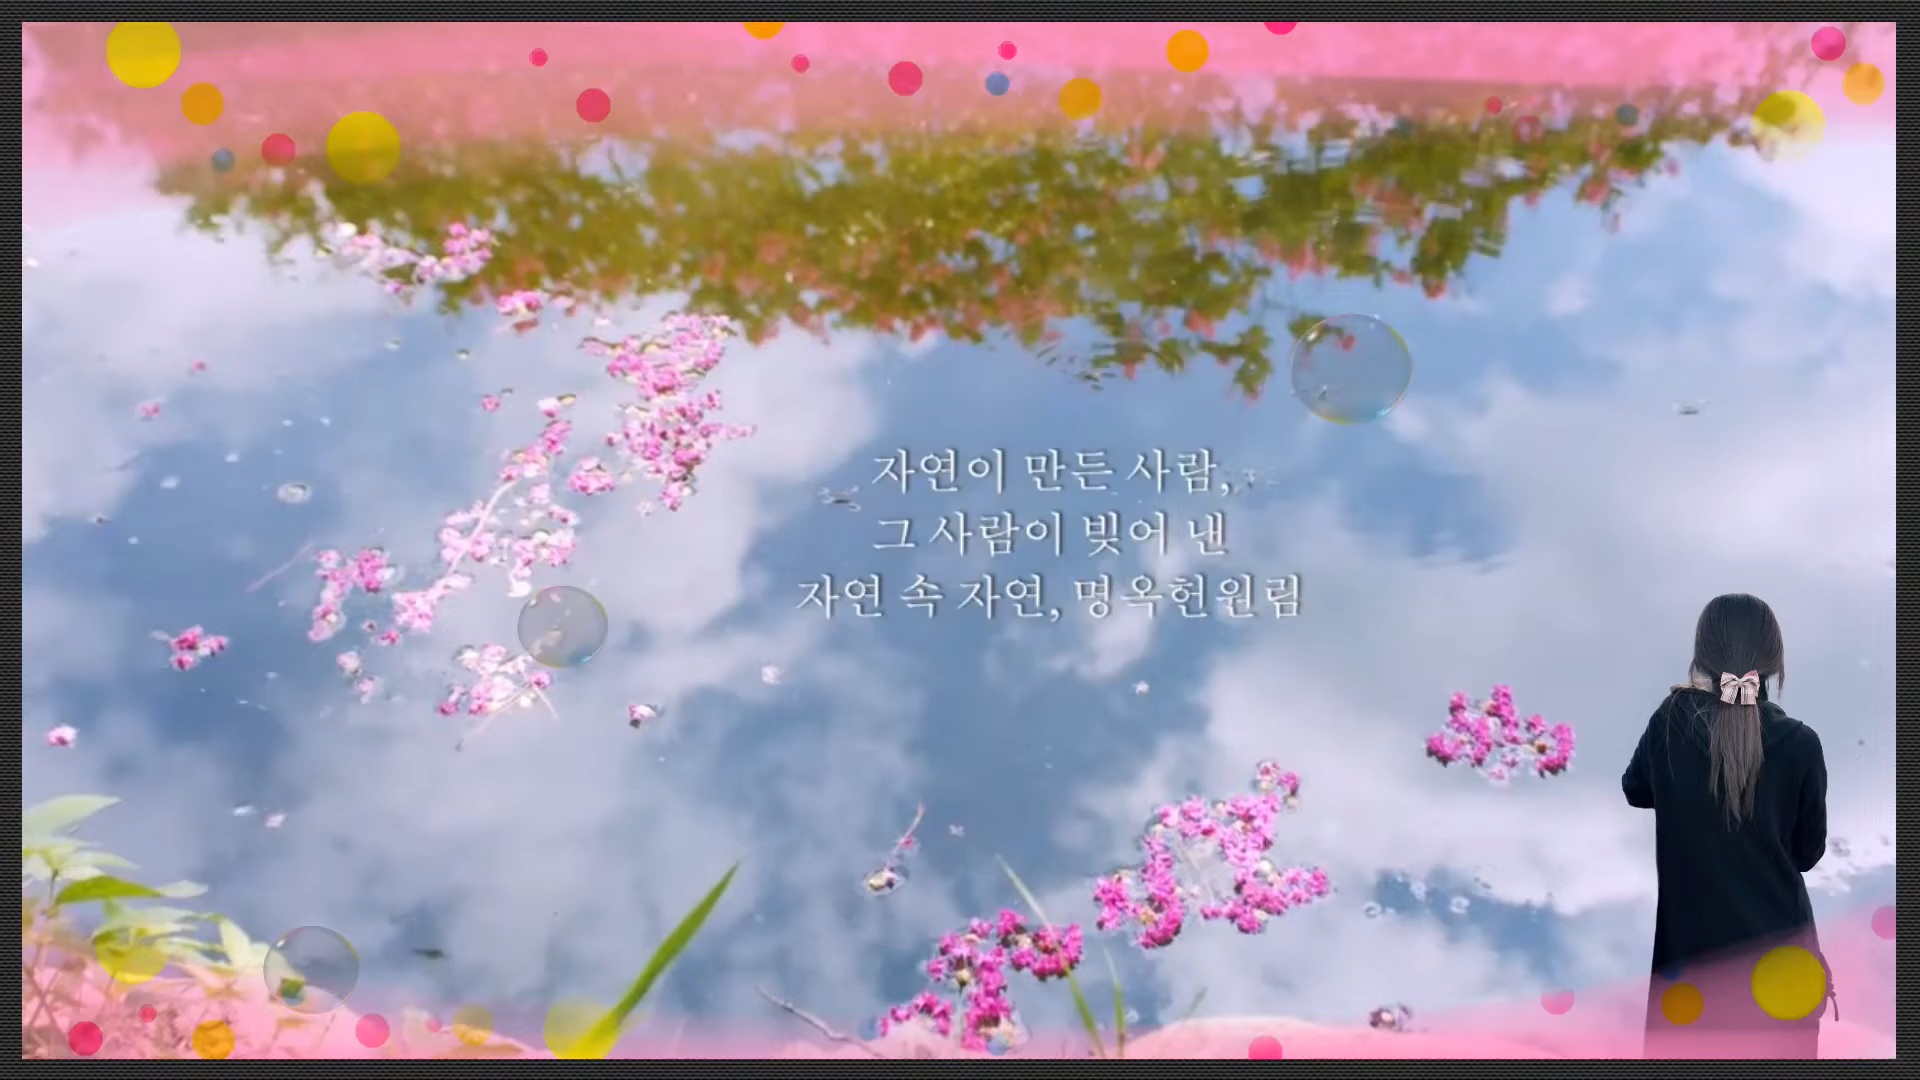 자연이 만든 사람,
그 사람이 빚어 낸
자연 속 자연, 명옥헌원림